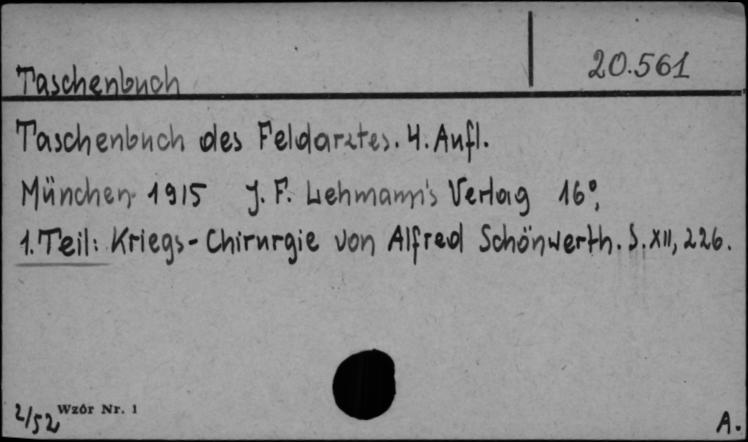 Taschenbuch
20.561
Taschenbuch des Feldarztes. 4. Aufl.
München 1915 J. F. Lehmann's Verlag 16°,
1. Teil: Kriegs-Chirurgie von Alfred Schönwerth. S. XII, 226.
2/52 Wzór Nr. 1
A.